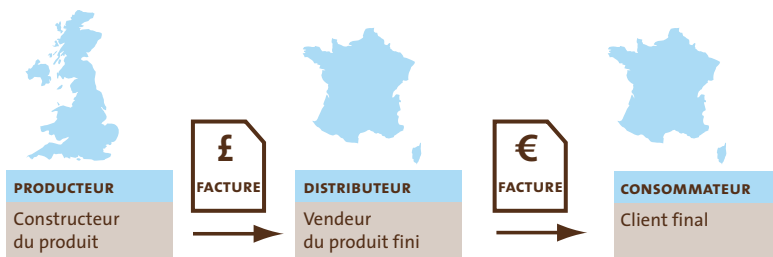 £
FACTURE
€
FACTURE
PRODUCTEUR
Constructeur
du produit
DISTRIBUTEUR
Vendeur
du produit fini
CONSOMMATEUR
Client final